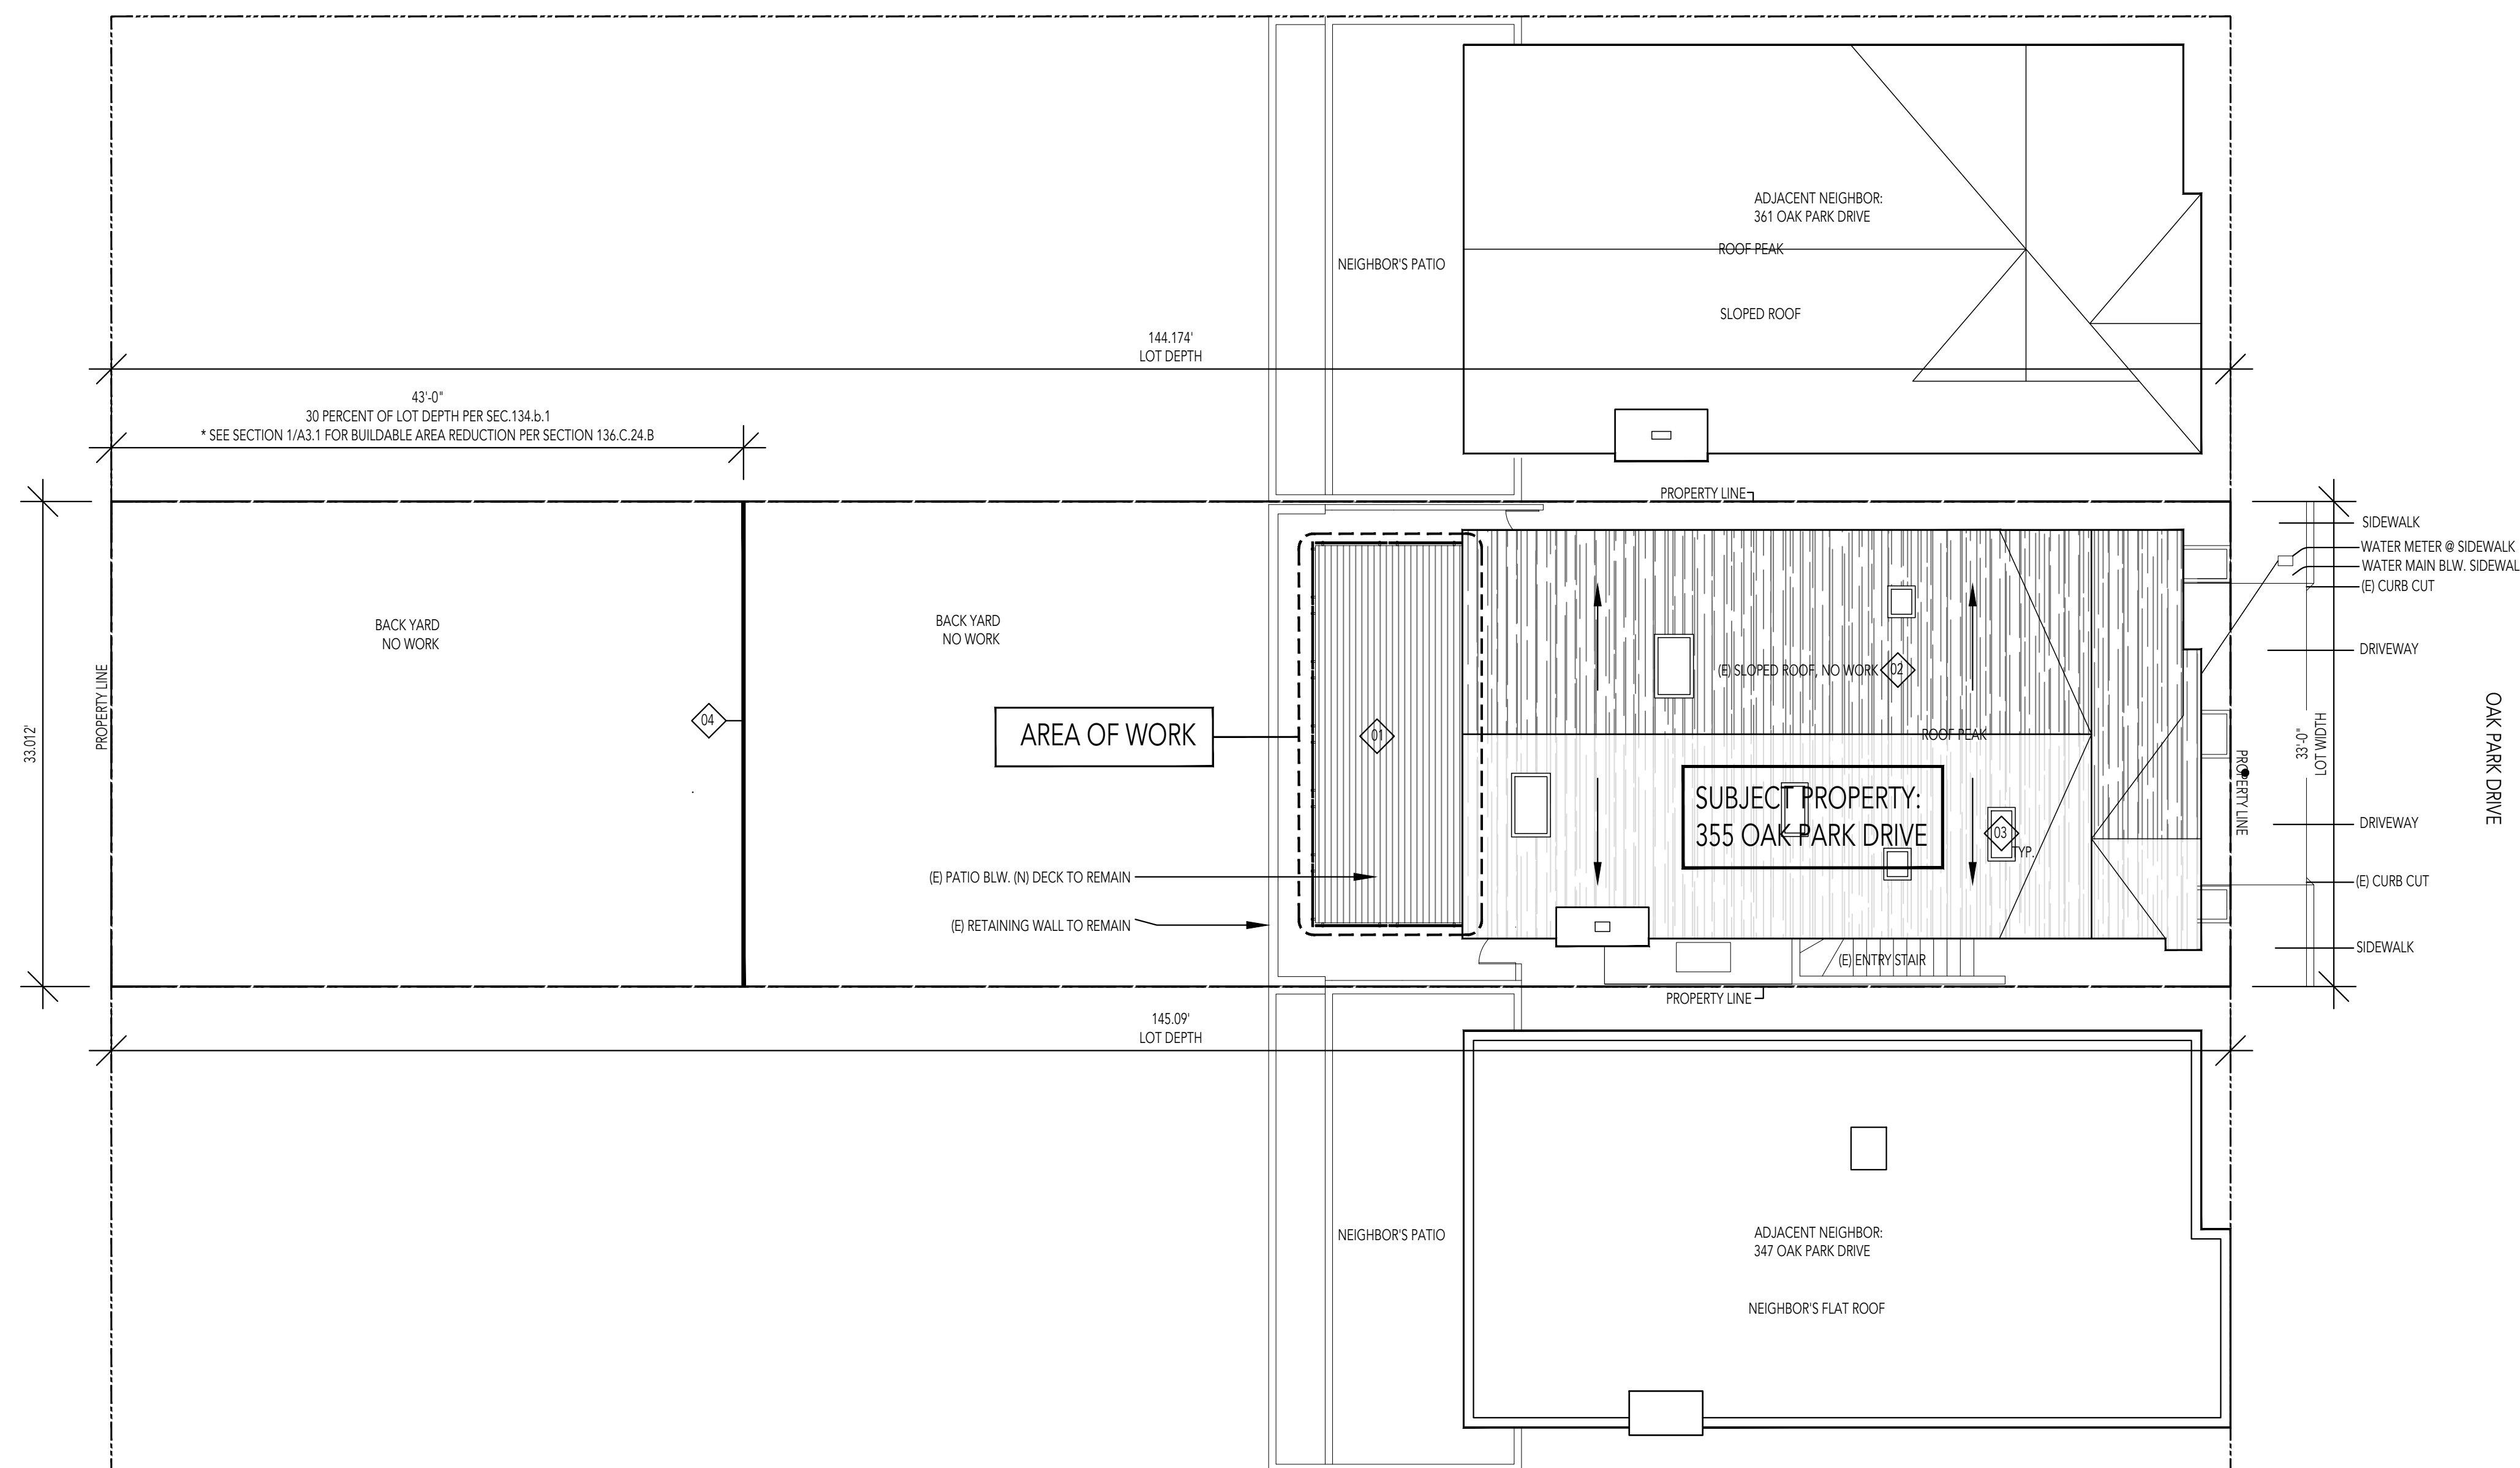 ADJACENT NEIGHBOR:
361 OAK PARK DRIVE
ROOF PEAK
NEIGHBOR'S PATIO
SLOPED ROOF
144.174'
LOT DEPTH
43'-0"
30 PERCENT OF LOT DEPTH PER SEC.134.b.1
* SEE SECTION 1/A3.1 FOR BUILDABLE AREA REDUCTION PER SECTION 136.C.24.B
PROPERTY LINE
SIDEWALK
WATER METER @ SIDEWALK
WATER MAIN BLW. SIDEWAL
(E) CURB CUT
BACK YARD
NO WORK
BACK YARD
NO WORK
DRIVEWAY
(E) SLOPED ROOF, NO WORK
02
PROPERTY LINE
33.012'
04
AREA OF WORK
01
ROOF PEAK
PROPERTY LINE
33'-0"
LOT WIDTH
OAK PARK DRIVE
SUBJECT PROPERTY:
355 OAK PARK DRIVE
03
TYP.
DRIVEWAY
(E) PATIO BLW. (N) DECK TO REMAIN
(E) CURB CUT
(E) RETAINING WALL TO REMAIN
SIDEWALK
(E) ENTRY STAIR
PROPERTY LINE
145.09'
LOT DEPTH
NEIGHBOR'S PATIO
ADJACENT NEIGHBOR:
347 OAK PARK DRIVE
NEIGHBOR'S FLAT ROOF